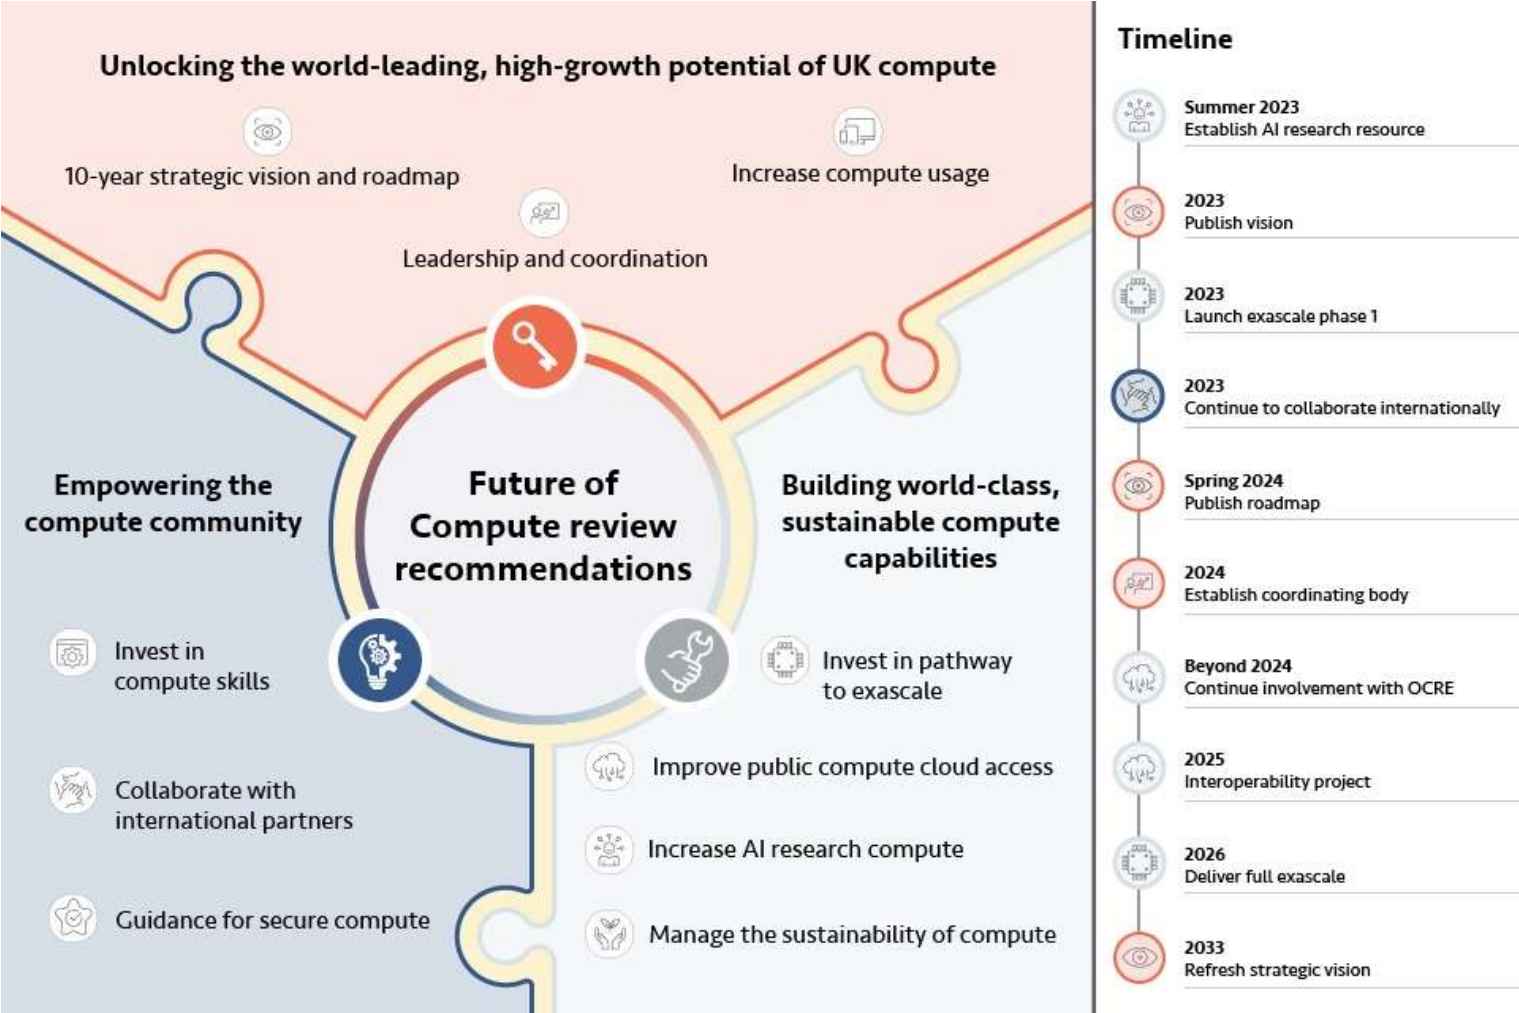 Unlocking the world-leading, high-growth potential of UK compute
10-year strategic vision and roadmap
Increase compute usage
Leadership and coordination
Future of
Compute review
recommendations
Empowering the
compute community
Invest in
compute skills
Collaborate with
international partners
Guidance for secure compute
Building world-class,
sustainable compute
capabilities
Invest in pathway
to exascale
Improve public compute cloud access
Increase AI research compute
Manage the sustainability of compute
Timeline
Summer 2023
Establish AI research resource
2023
Publish vision
2023
Launch exascale phase 1
2023
Continue to collaborate internationally
Spring 2024
Publish roadmap
2024
Establish coordinating body
Beyond 2024
Continue involvement with OCRE
2025
Interoperability project
2026
Deliver full exascale
2033
Refresh strategic vision